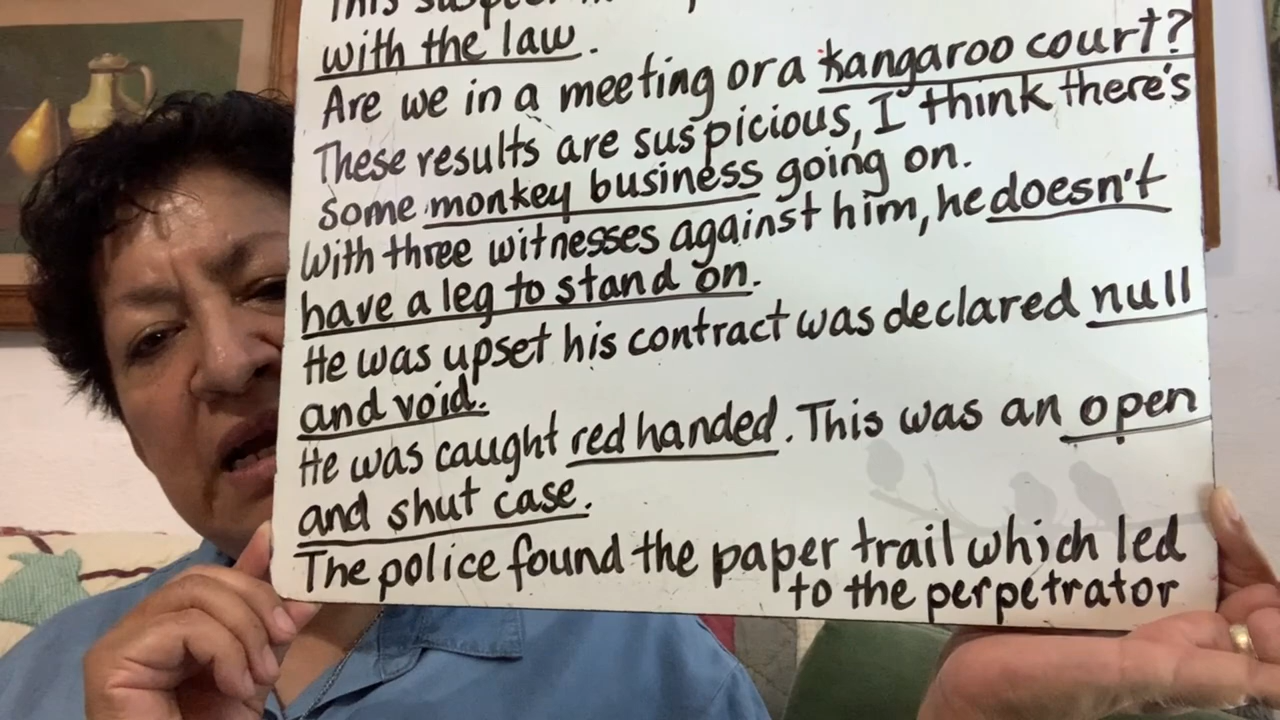 This
with the law.
Are we in a meeting or a kangaroo court?
These results are suspicious, I think there's
some monkey business going on.
With three witnesses against him, he doesn't
have a leg to stand on.
He was upset his contract was declared null
and void.
He was caught red handed. This was an open
and shut case.
The police found the paper trail which led
to the perpetrator